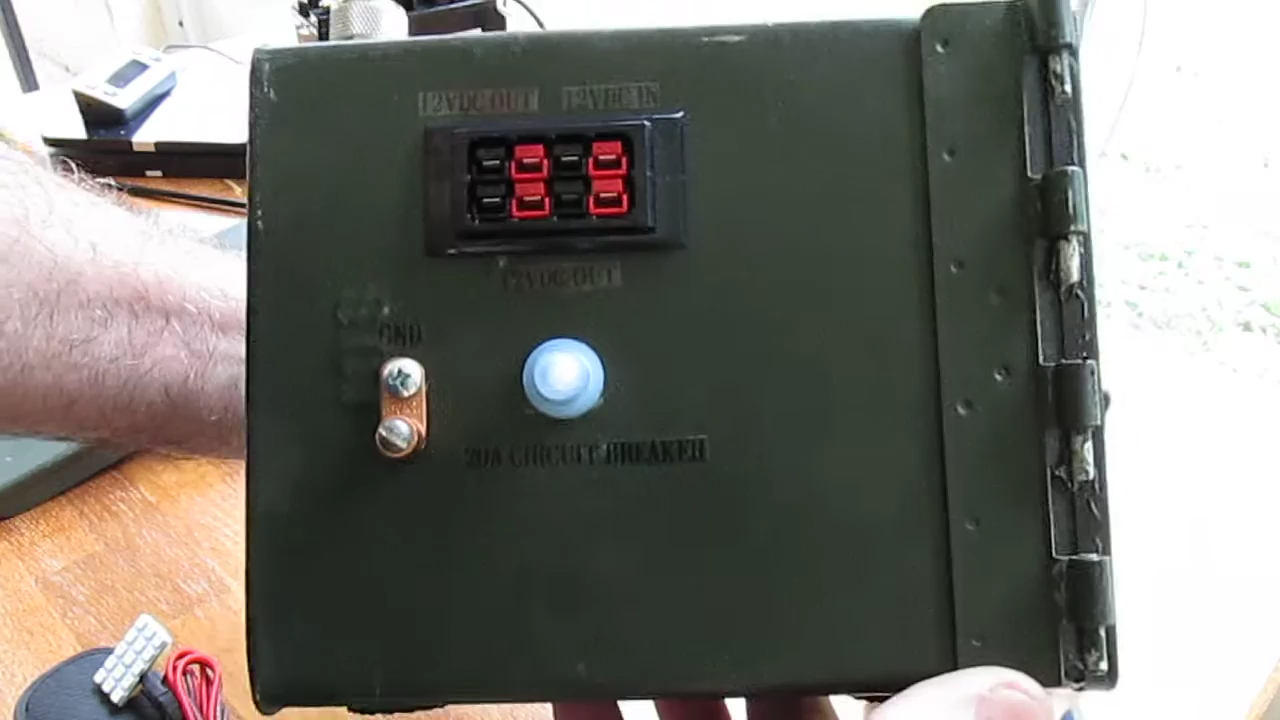 12VDC OUT 12VDC IN
12VDC OUT
GND
20A CIRCUIT BREAKER